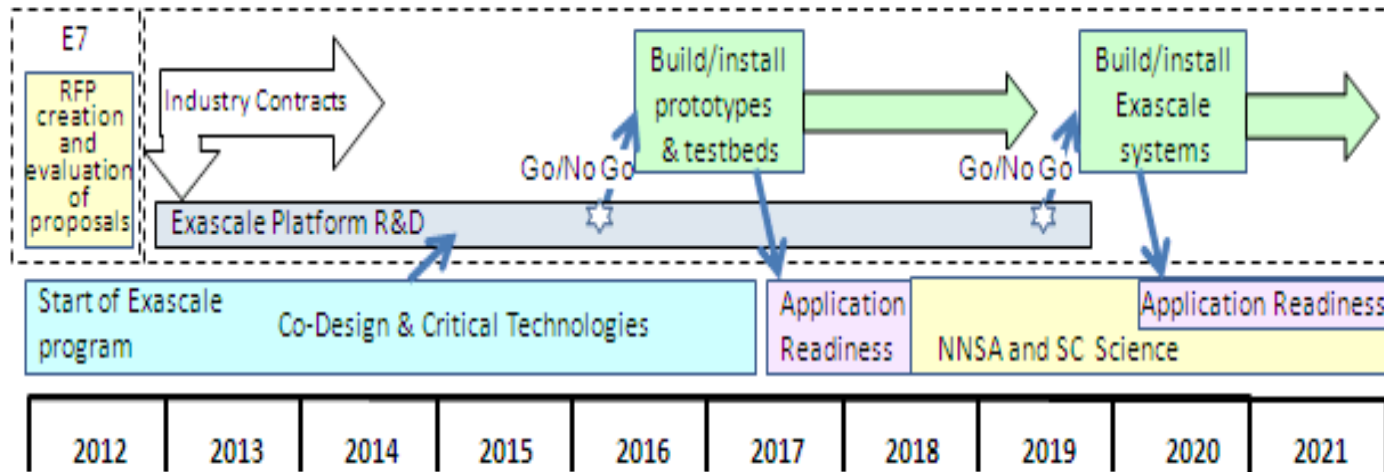 E7
RFP
creation
and
evaluation
of
proposals
Industry Contracts
Build/install
prototypes
& testbeds
Build/install
Exascale
systems
Go/No Go
Go/No Go
Exascale Platform R&D
Start of Exascale
program
Co-Design & Critical Technologies
Application
Readiness
Application Readiness
NNSA and SC Science
2012
2013
2014
2015
2016
2017
2018
2019
2020
2021